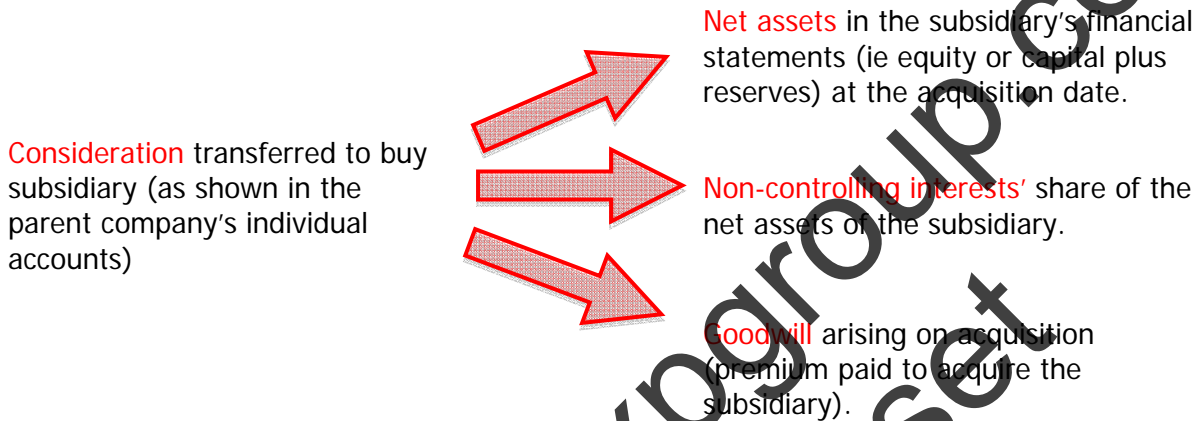 Consideration transferred to buy
subsidiary (as shown in the
parent company's individual
accounts)
Net assets in the subsidiary's financial
statements (ie equity or capital plus
reserves) at the acquisition date.
Non-controlling interests' share of the
net assets of the subsidiary.
Goodwill arising on acquisition
(premium paid to acquire the
subsidiary).